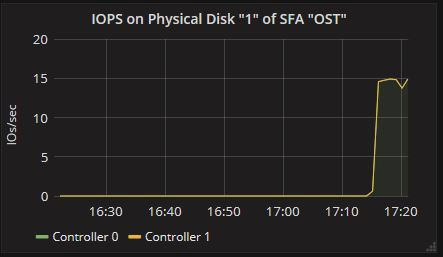 IOPS on Physical Disk "1" of SFA "OST"
IOs/sec
20
15
10
5
0
16:30 16:40 16:50 17:00 17:10 17:20
Controller 0 Controller 1